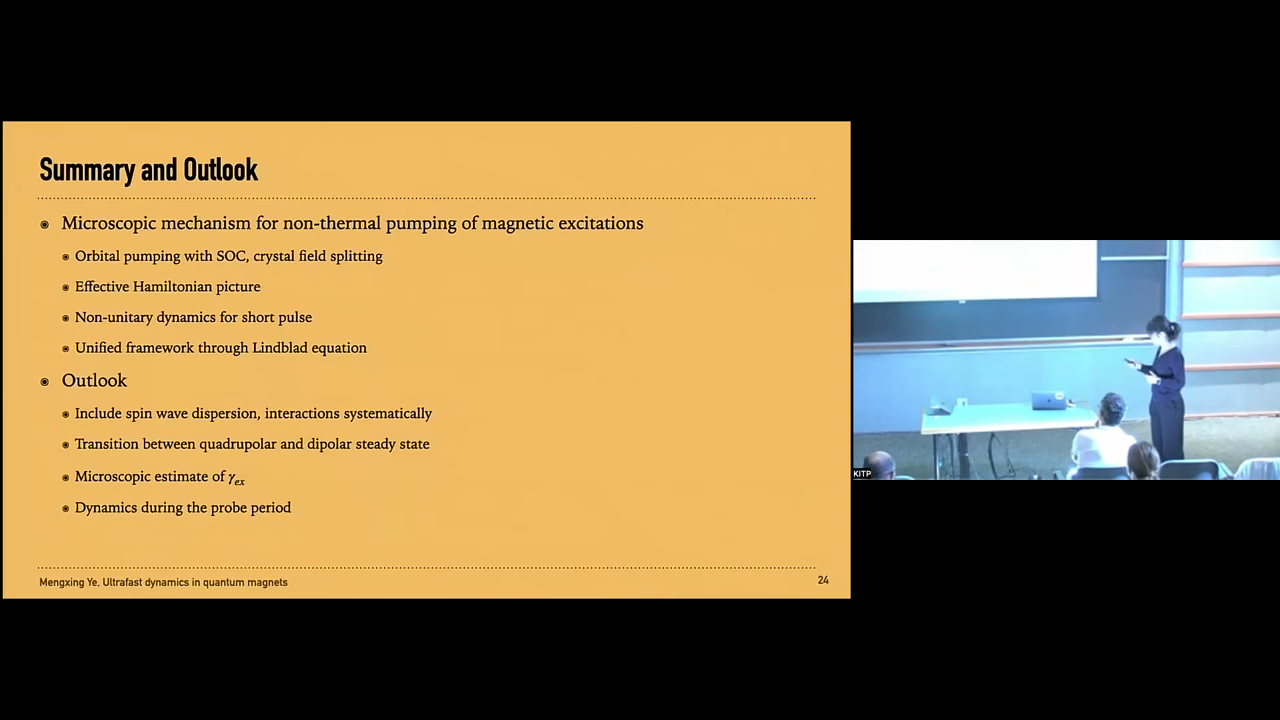 Summary and Outlook
Microscopic mechanism for non-thermal pumping of magnetic excitations
Orbital pumping with SOC, crystal field splitting
Effective Hamiltonian picture
Non-unitary dynamics for short pulse
Unified framework through Lindblad equation
Outlook
Include spin wave dispersion, interactions systematically
Transition between quadrupolar and dipolar steady state
Microscopic estimate of γ_ex
Dynamics during the probe period
Mengxing Ye, Ultrafast dynamics in quantum magnets
24
KITP